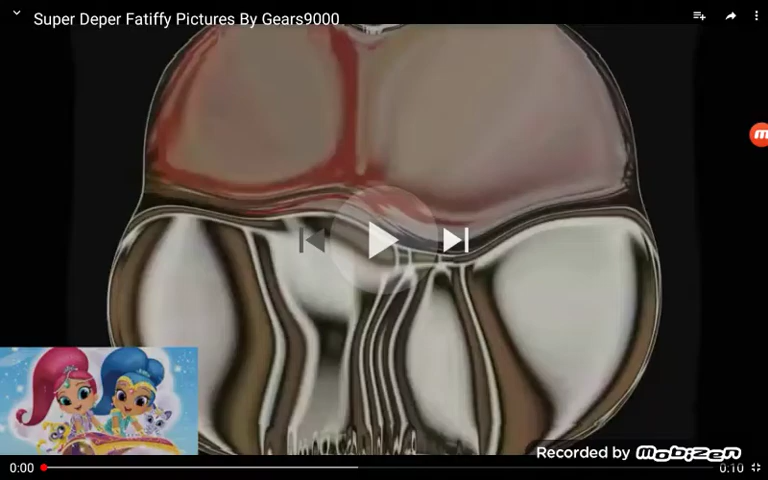 Super Deper Fatiffy Pictures By Gears9000
Recorded by MOBIZEN
0:00
0:10